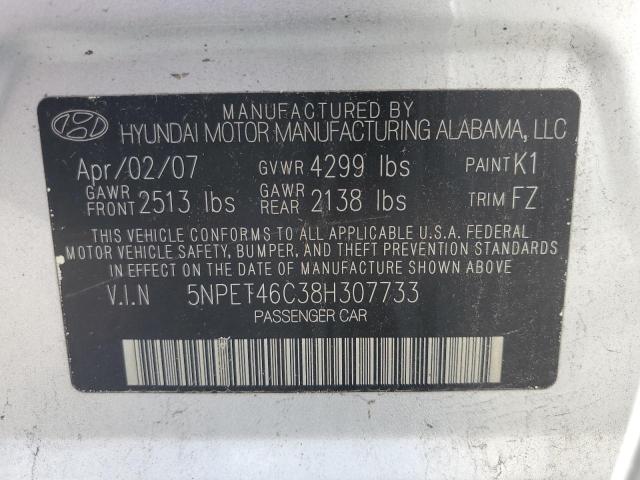 MANUFACTURED BY
HYUNDAI MOTOR MANUFACTURING ALABAMA, LLC
Apr/02/07 GVWR 4299 lbs PAINT K1
GAWR FRONT 2513 lbs GAWR REAR 2138 lbs TRIM FZ
THIS VEHICLE CONFORMS TO ALL APPLICABLE U.S.A. FEDERAL
MOTOR VEHICLE SAFETY, BUMPER, AND THEFT PREVENTION STANDARDS
IN EFFECT ON THE DATE OF MANUFACTURE SHOWN ABOVE.
V.I.N 5NPET46C38H307733
PASSENGER CAR